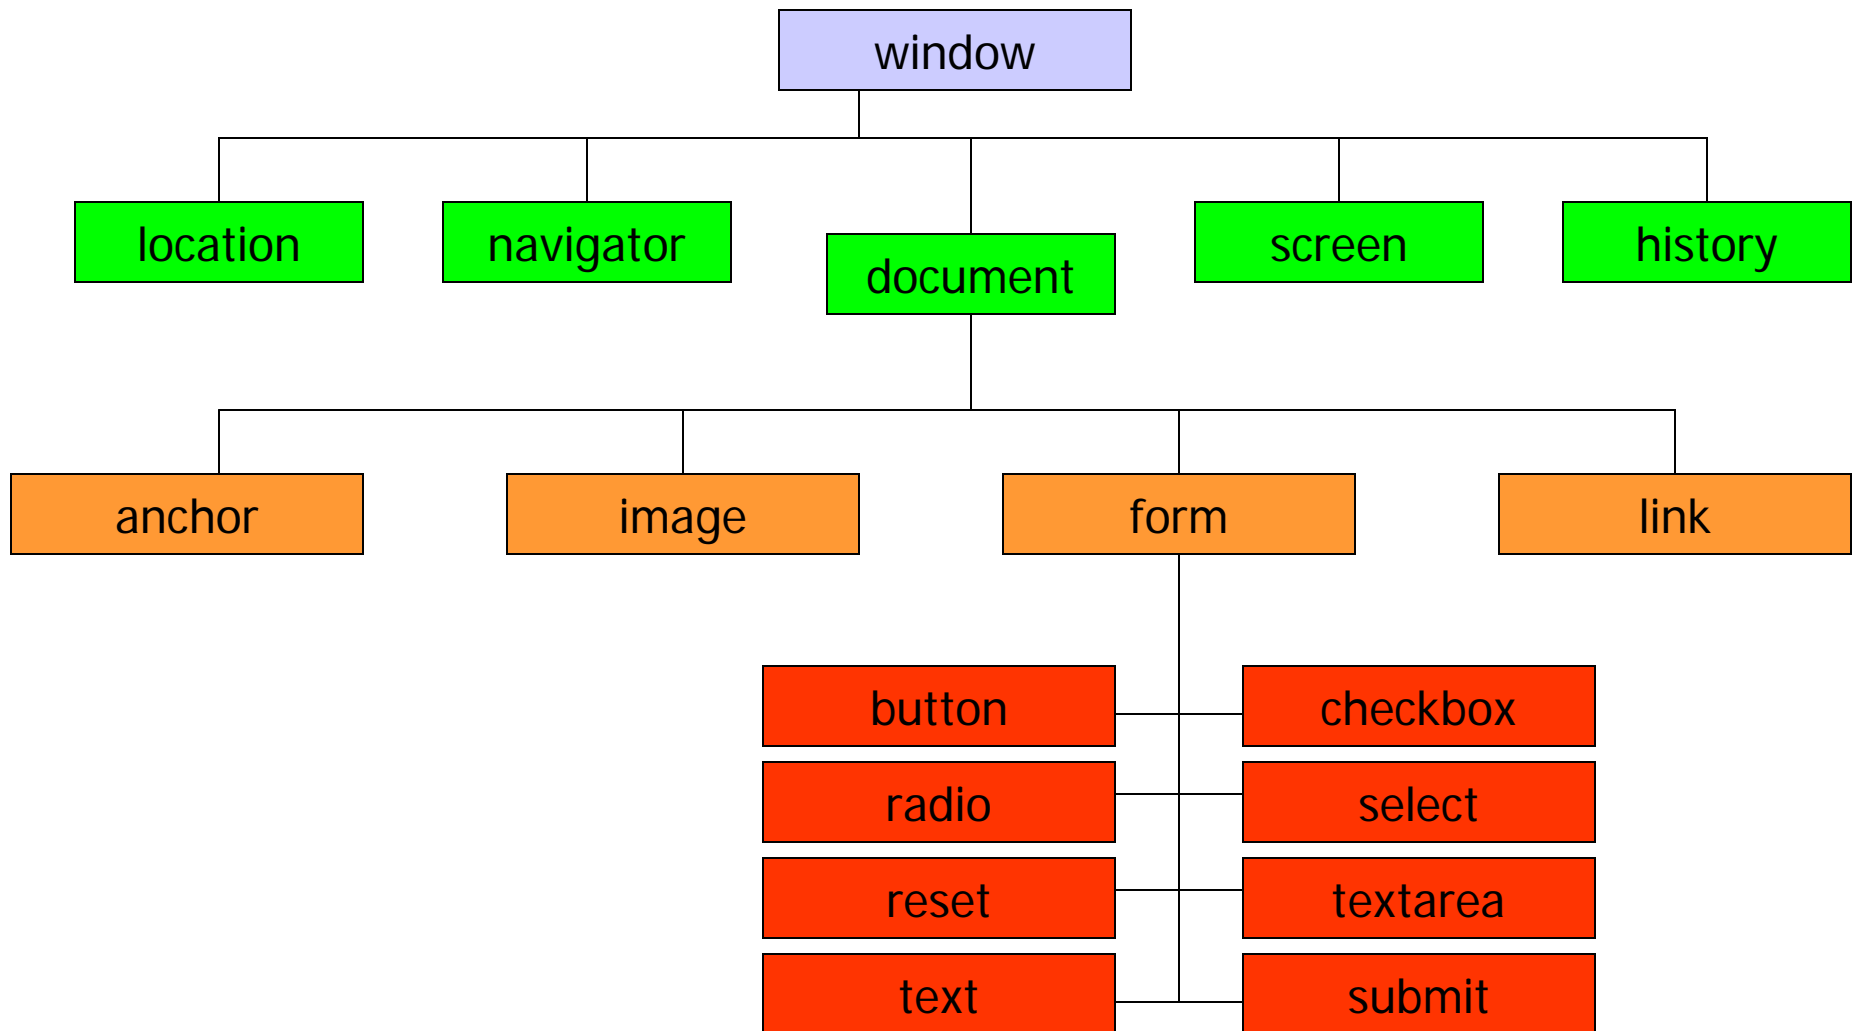 window
location
navigator
document
screen
history
anchor
image
form
link
button
checkbox
radio
select
reset
textarea
text
submit